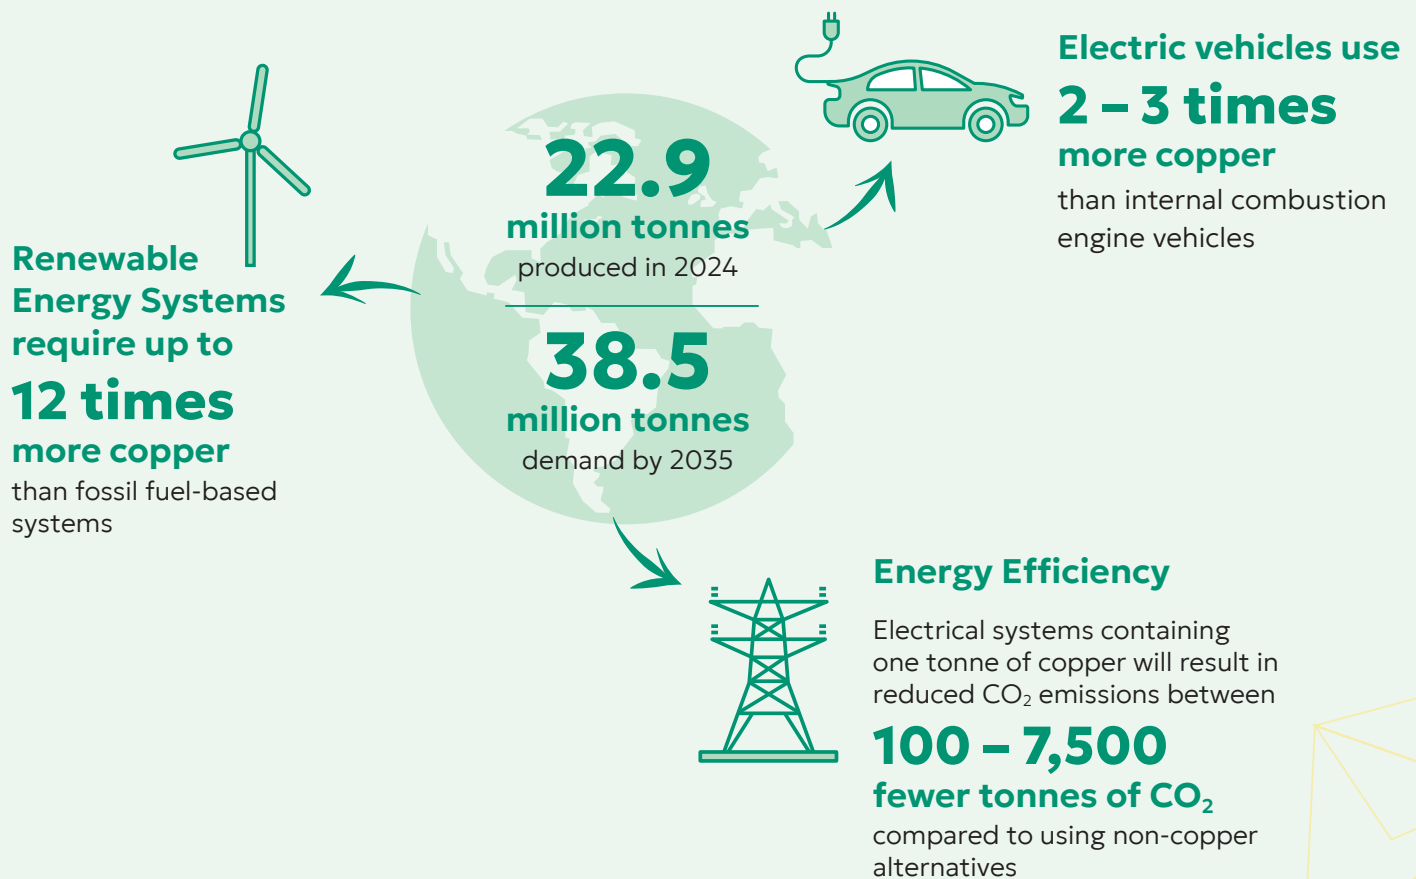 22.9
million tonnes
produced in 2024
38.5
million tonnes
demand by 2035
Electric vehicles use
2 – 3 times
more copper
than internal combustion
engine vehicles
Renewable
Energy Systems
require up to
12 times
more copper
than fossil fuel-based
systems
Energy Efficiency
Electrical systems containing
one tonne of copper will result in
reduced CO₂ emissions between
100 – 7,500
fewer tonnes of CO₂
compared to using non-copper
alternatives